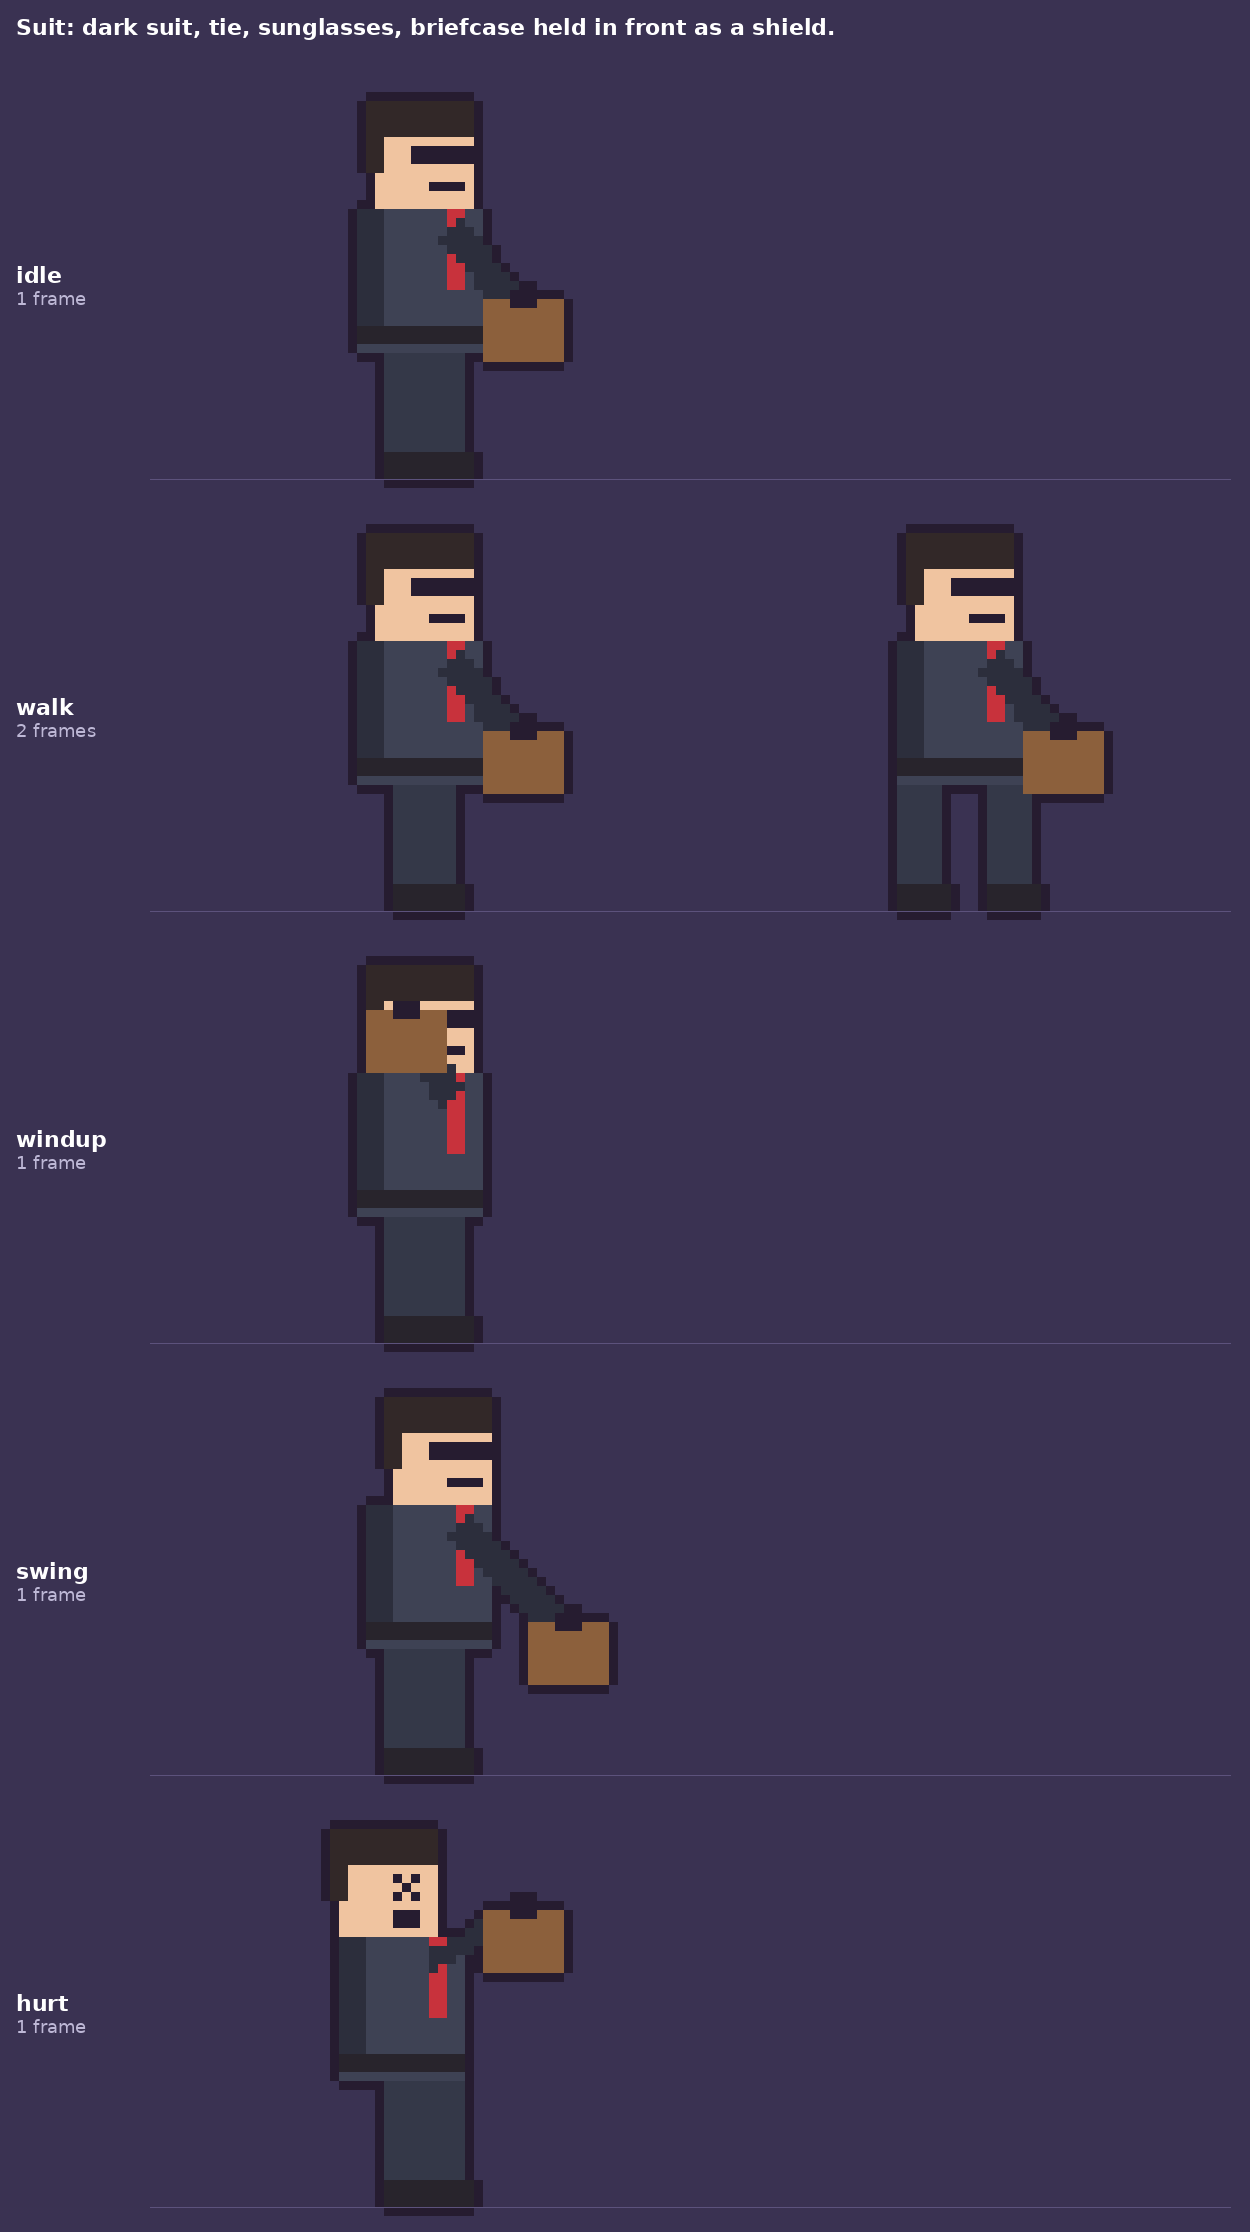 Suit: dark suit, tie, sunglasses, briefcase held in front as a shield.
idle
1 frame
walk
2 frames
windup
1 frame
swing
1 frame
hurt
1 frame